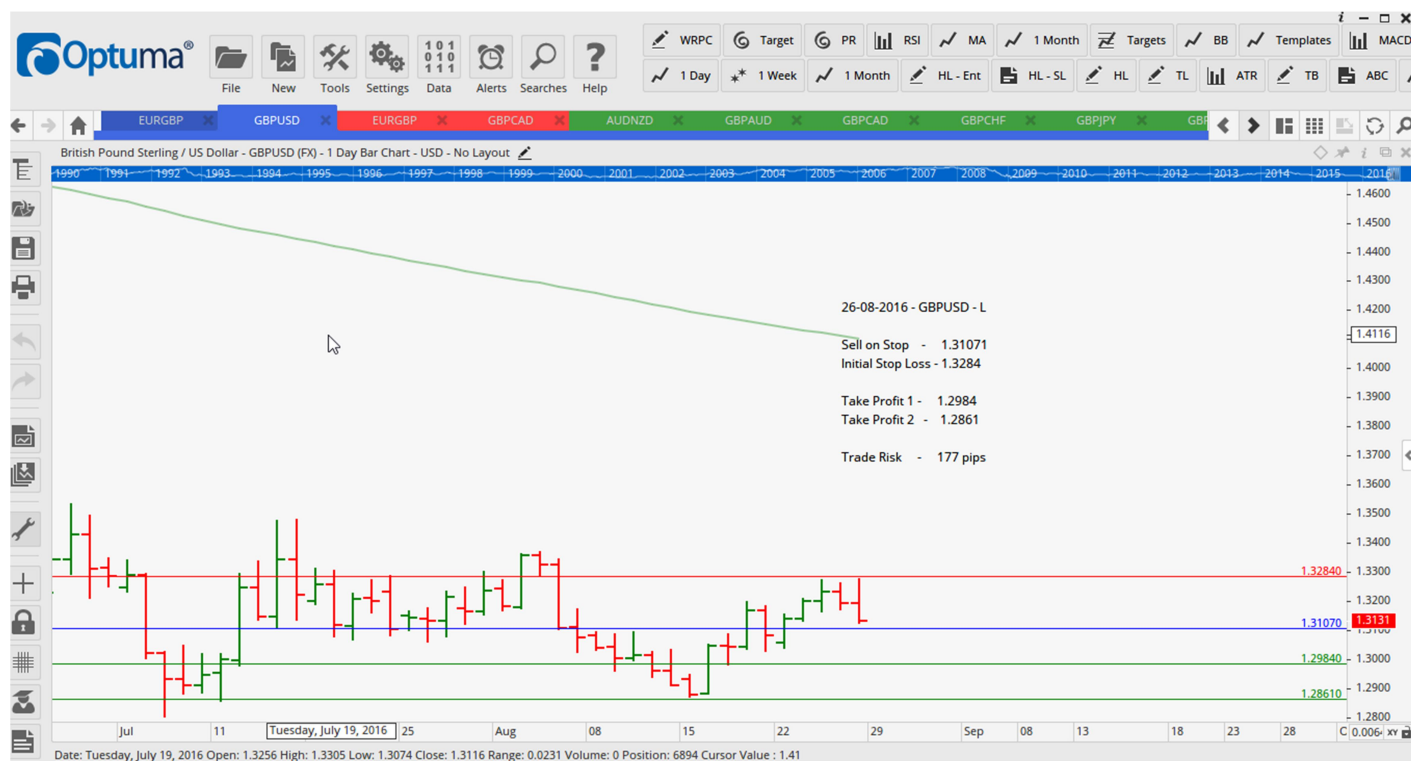 Optuma®
File
New
Tools
Settings
101
010
111
Data
Alerts
Searches
Help
WRPC
Target
PR
RSI
MA
1 Month
Targets
BB
Templates
MACD
1 Day
1 Week
1 Month
HL - Ent
HL - SL
HL
TL
ATR
TB
ABC
EURGBP
GBPUSD
EURGBP
GBPCAD
AUDNZD
GBPAUD
GBPCAD
GBPCHF
GBPJPY
British Pound Sterling / US Dollar - GBPUSD (FX) - 1 Day Bar Chart - USD - No Layout
1990 1991 1992 1993 1994 1995 1996 1997 1998 1999 2000 2001 2002 2003 2004 2005 2006 2007 2008 2009 2010 2011 2012 2013 2014 2015 2016
1.4600
1.4500
1.4400
1.4300
1.4200
1.4116
1.4000
1.3900
1.3800
1.3700
1.3600
1.3500
1.3400
1.3300
1.3200
1.3131
1.3100
1.3000
1.2900
1.2800
26-08-2016 - GBPUSD - L
Sell on Stop - 1.31071
Initial Stop Loss - 1.3284
Take Profit 1 - 1.2984
Take Profit 2 - 1.2861
Trade Risk - 177 pips
1.32840
1.31070
1.29840
1.28610
Jul 11 Tuesday, July 19, 2016 25 Aug 08 15 22 29 Sep 08 13 18 23 28
XY
Date: Tuesday, July 19, 2016 Open: 1.3256 High: 1.3305 Low: 1.3074 Close: 1.3116 Range: 0.0231 Volume: 0 Position: 6894 Cursor Value : 1.41